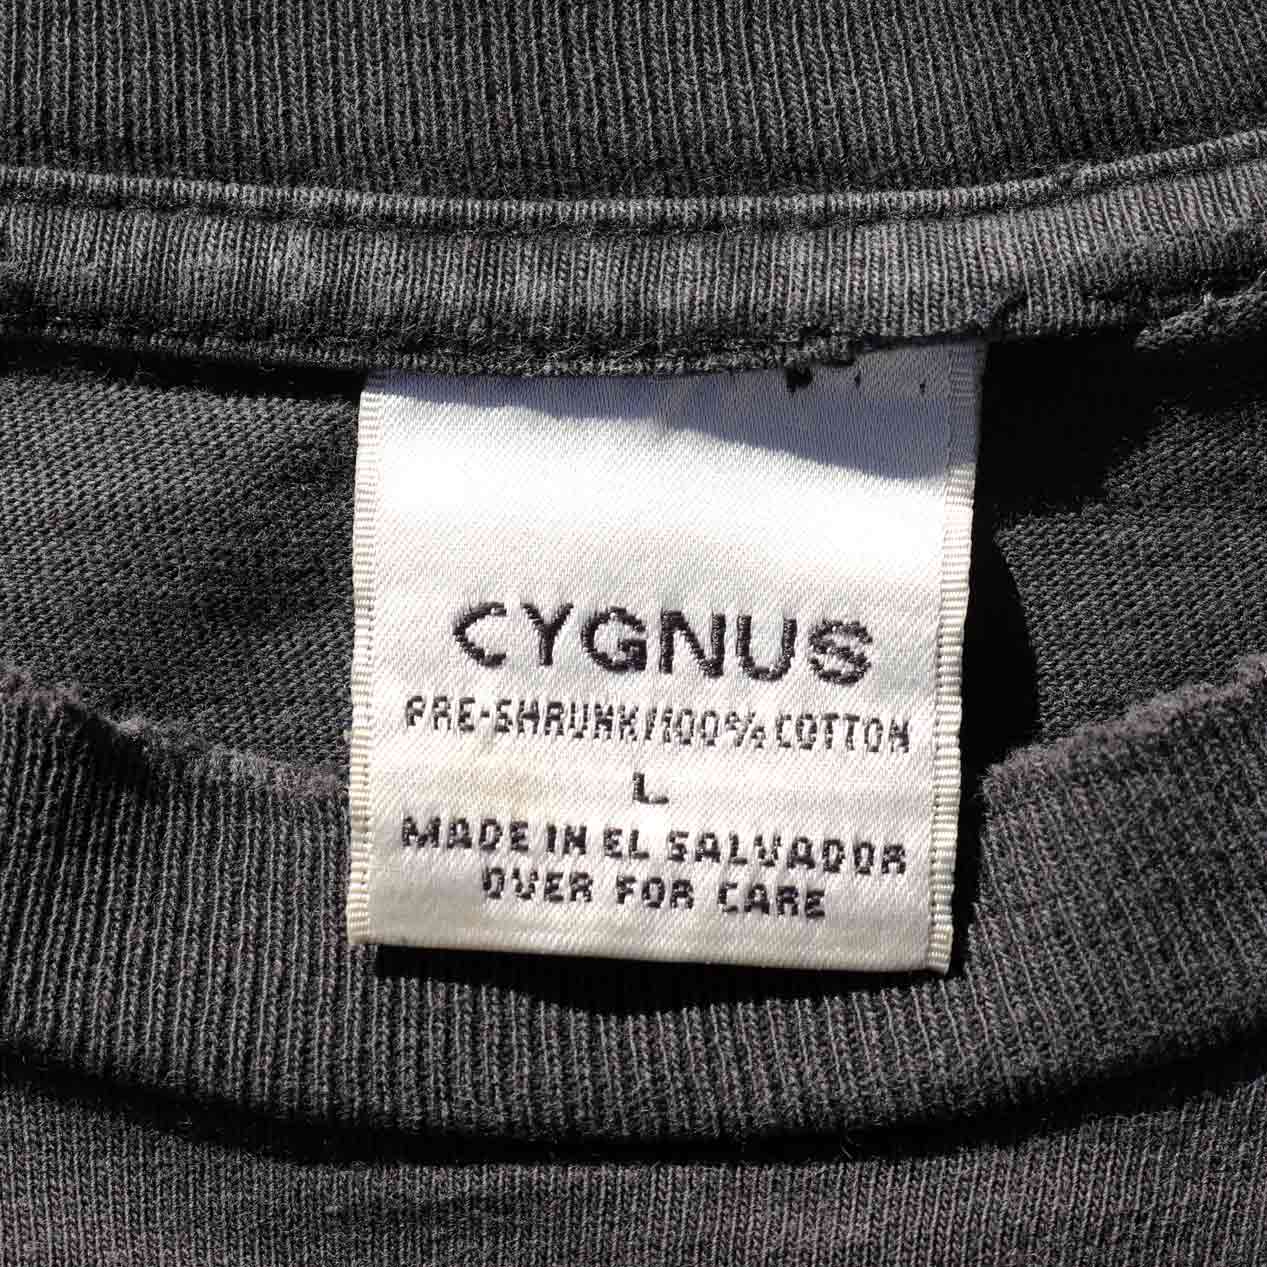 CYGNUS
PRE-SHRUNK/100% COTTON
L
MADE IN EL SALVADOR
OVER FOR CARE